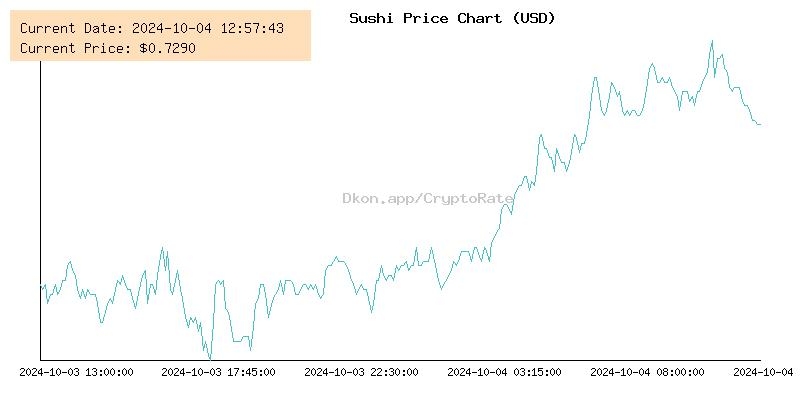 Sushi Price Chart (USD)
Current Date: 2024-10-04 12:57:43
Current Price: $0.7290
Dkon.app/CryptoRate
2024-10-03 13:00:00 2024-10-03 17:45:00 2024-10-03 22:30:00 2024-10-04 03:15:00 2024-10-04 08:00:00 2024-10-04